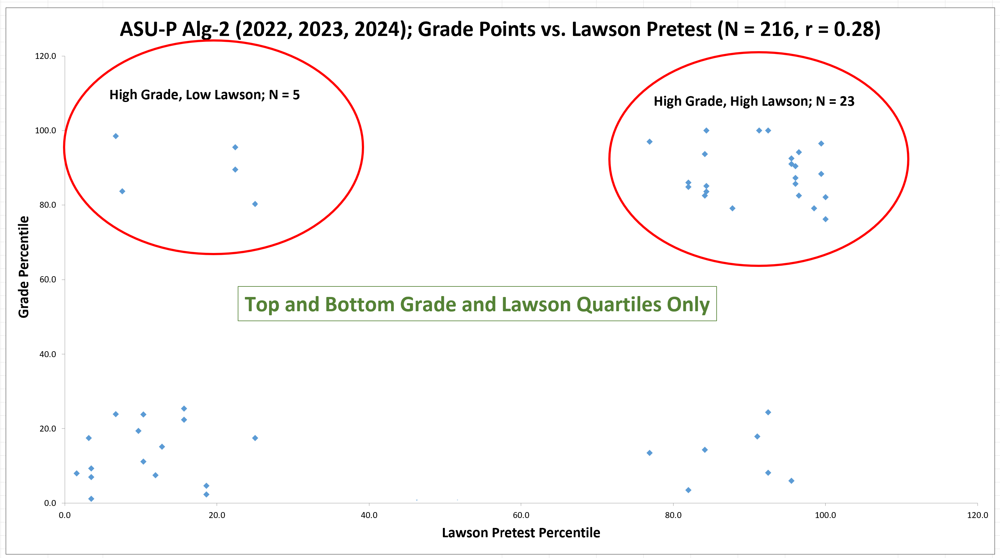 ASU-P Alg-2 (2022, 2023, 2024); Grade Points vs. Lawson Pretest (N = 216, r = 0.28)
120.0
High Grade, Low Lawson; N = 5
High Grade, High Lawson; N = 23
100.0
80.0
Grade Percentile
60.0
Top and Bottom Grade and Lawson Quartiles Only
40.0
20.0
0.0
0.0 20.0 40.0 60.0 80.0 100.0 120.0
Lawson Pretest Percentile